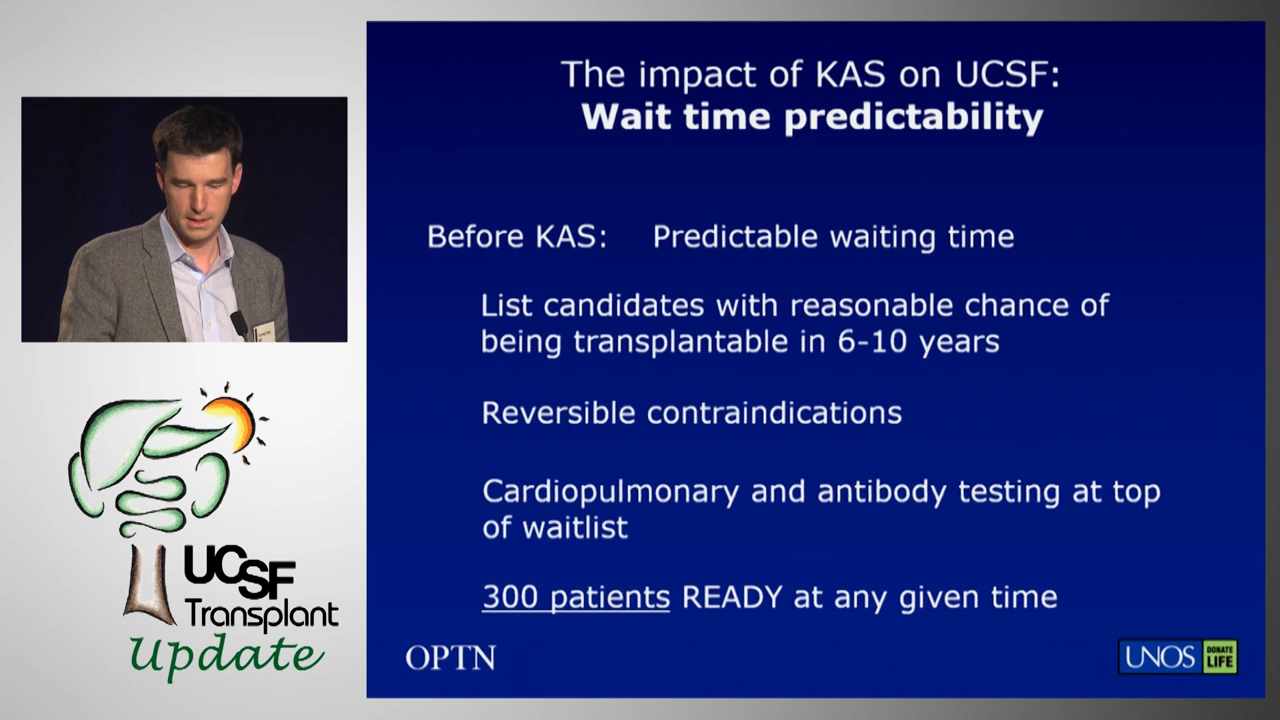 The impact of KAS on UCSF:
Wait time predictability
Before KAS: Predictable waiting time
List candidates with reasonable chance of
being transplantable in 6-10 years
Reversible contraindications
Cardiopulmonary and antibody testing at top
of waitlist
300 patients READY at any given time
OPTN
UNOS
DONATE
LIFE
UCSF
Transplant
Update